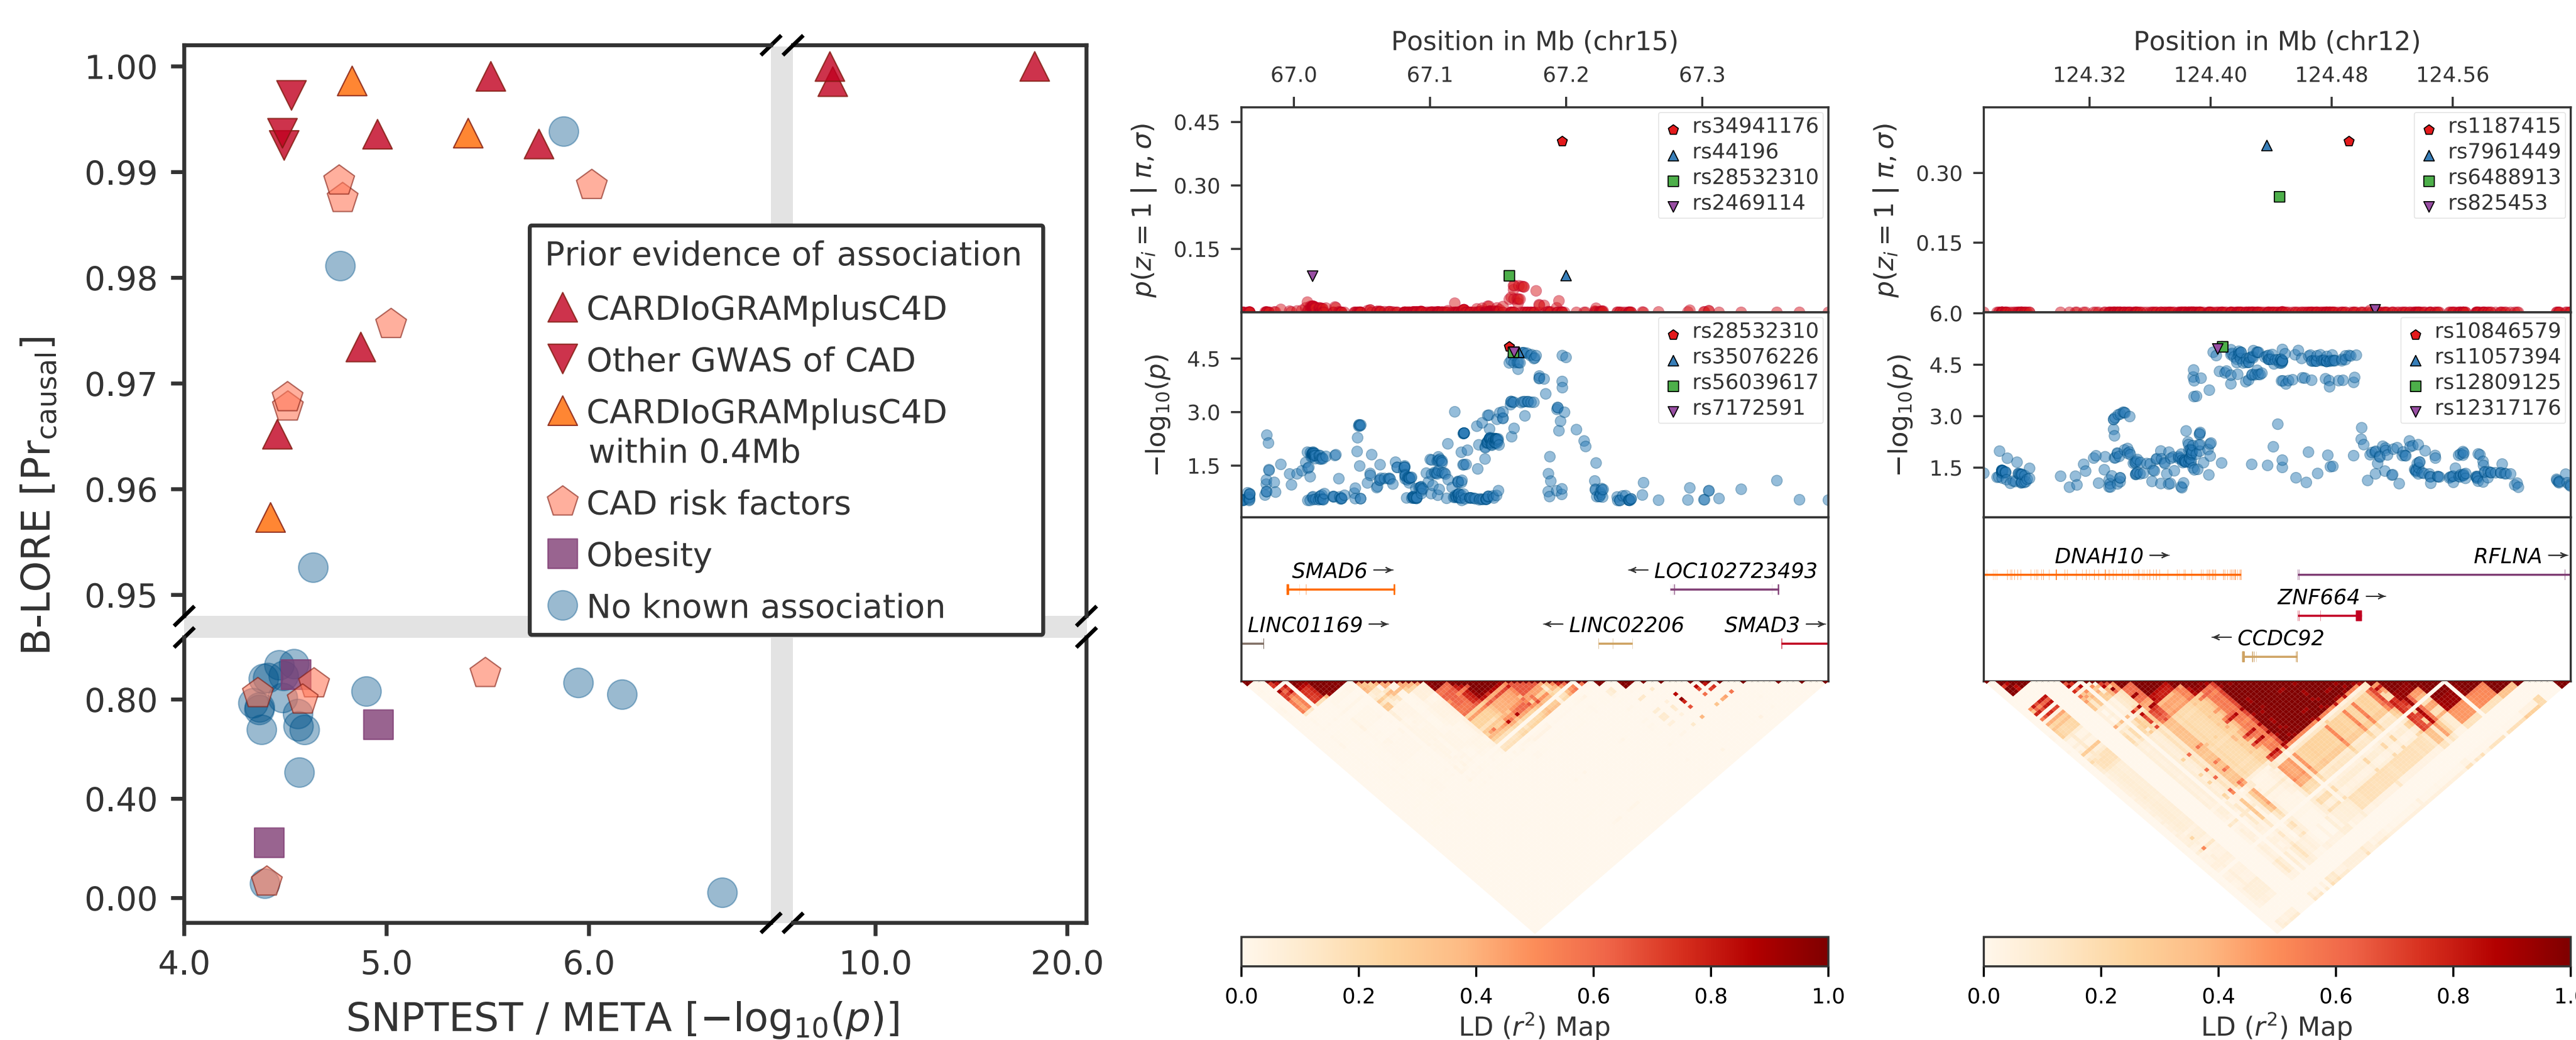 1.00
0.99
0.98
0.97
0.96
0.95
0.80
0.40
0.00
B-LORE [Pr_causal]
4.0 5.0 6.0 10.0 20.0
SNPTEST / META [−log10(p)]
Prior evidence of association
CARDIoGRAMplusC4D
Other GWAS of CAD
CARDIoGRAMplusC4D
within 0.4Mb
CAD risk factors
Obesity
No known association
Position in Mb (chr15)
67.0 67.1 67.2 67.3
p(z_i = 1 | π, σ)
0.45
0.30
0.15
rs34941176
rs44196
rs28532310
rs2469114
−log10(p)
4.5
3.0
1.5
rs28532310
rs35076226
rs56039617
rs7172591
SMAD6 →
← LOC102723493
LINC01169 →
← LINC02206
SMAD3 →
0.0 0.2 0.4 0.6 0.8 1.0
LD (r²) Map
Position in Mb (chr12)
124.32 124.40 124.48 124.56
p(z_i = 1 | π, σ)
0.30
0.15
rs1187415
rs7961449
rs6488913
rs825453
−log10(p)
6.0
4.5
3.0
1.5
rs10846579
rs11057394
rs12809125
rs12317176
DNAH10 →
RFLNA →
ZNF664 →
← CCDC92
0.0 0.2 0.4 0.6 0.8
LD (r²) Map